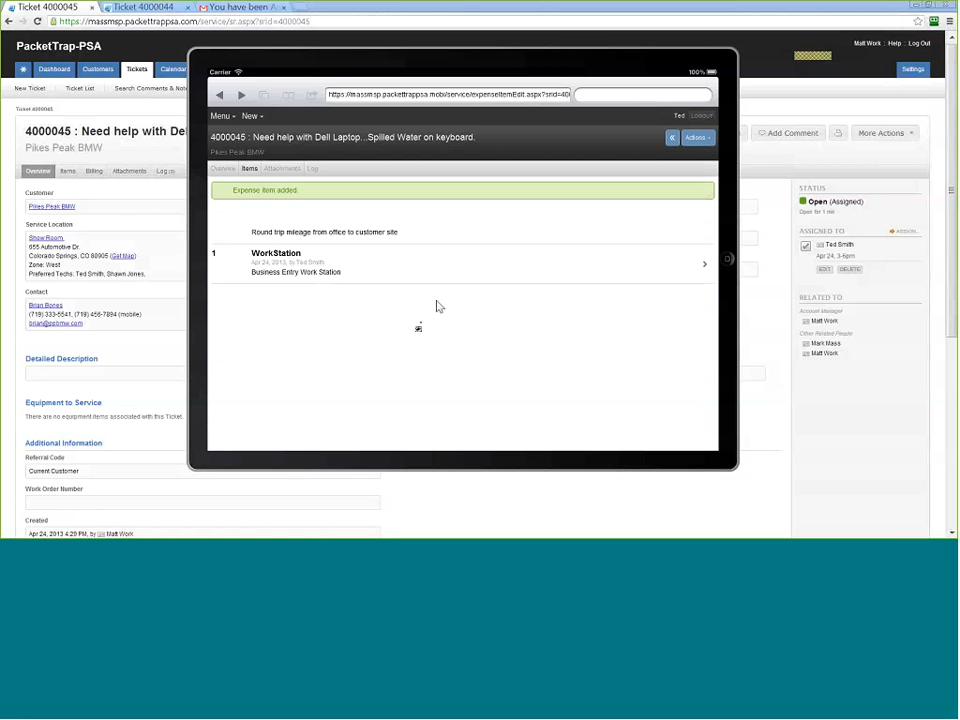 Ticket 4000045
Ticket 4000044
You have been A
https://massmsp.packettrappsa.com/service/sr.aspx?srid=4000045
PacketTrap-PSA
Matt Work Help Log Out
Dashboard Customers Tickets Calendar
Settings
New Ticket Ticket List Search Comments & Note
Ticket 4000045
4000045 : Need help with Del
Pikes Peak BMW
Add Comment
More Actions
Overview Items Billing Attachments Log
Customer
Pikes Peak BMW
Service Location
Show Room
655 Automotive Dr.
Colorado Springs, CO 80905 (Get Map)
Zone: West
Preferred Techs: Ted Smith, Shawn Jones,
Contact
Brian Bones
(719) 333-5541, (719) 456-7894 (mobile)
brian@ppbmw.com
Detailed Description
Equipment to Service
There are no equipment items associated with this Ticket.
Additional Information
Referral Code
Current Customer
Work Order Number
Created
Apr 24, 2013 4:20 PM, by Matt Work
Carrier
100%
https://massmsp.packettrappsa.mobi/service/expenseItemEdit.aspx?srid=40
Menu New
Ted LOGOUT
4000045 : Need help with Dell Laptop...Spilled Water on keyboard.
Pikes Peak BMW
« Actions
Overview Items Attachments Log
Expense item added.
Round trip mileage from office to customer site
1 WorkStation
Apr 24, 2013, by Ted Smith
Business Entry Work Station
STATUS
Open (Assigned)
Open for 1 min
ASSIGNED TO
ASSIGN...
Ted Smith
Apr 24, 3-6pm
EDIT DELETE
RELATED TO
Account Manager
Matt Work
Other Related People
Mark Mass
Matt Work